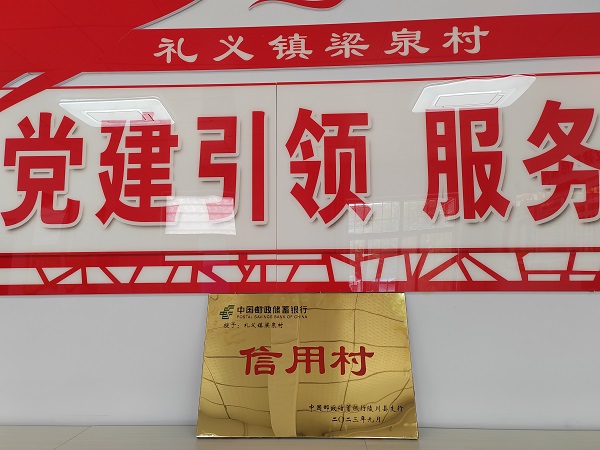 礼义镇梁泉村
党建引领 服务
中国邮政储蓄银行
POSTAL SAVINGS BANK OF CHINA
授予：礼义镇梁泉村
信用村
中国邮政储蓄银行陵川县支行
二〇二三年九月